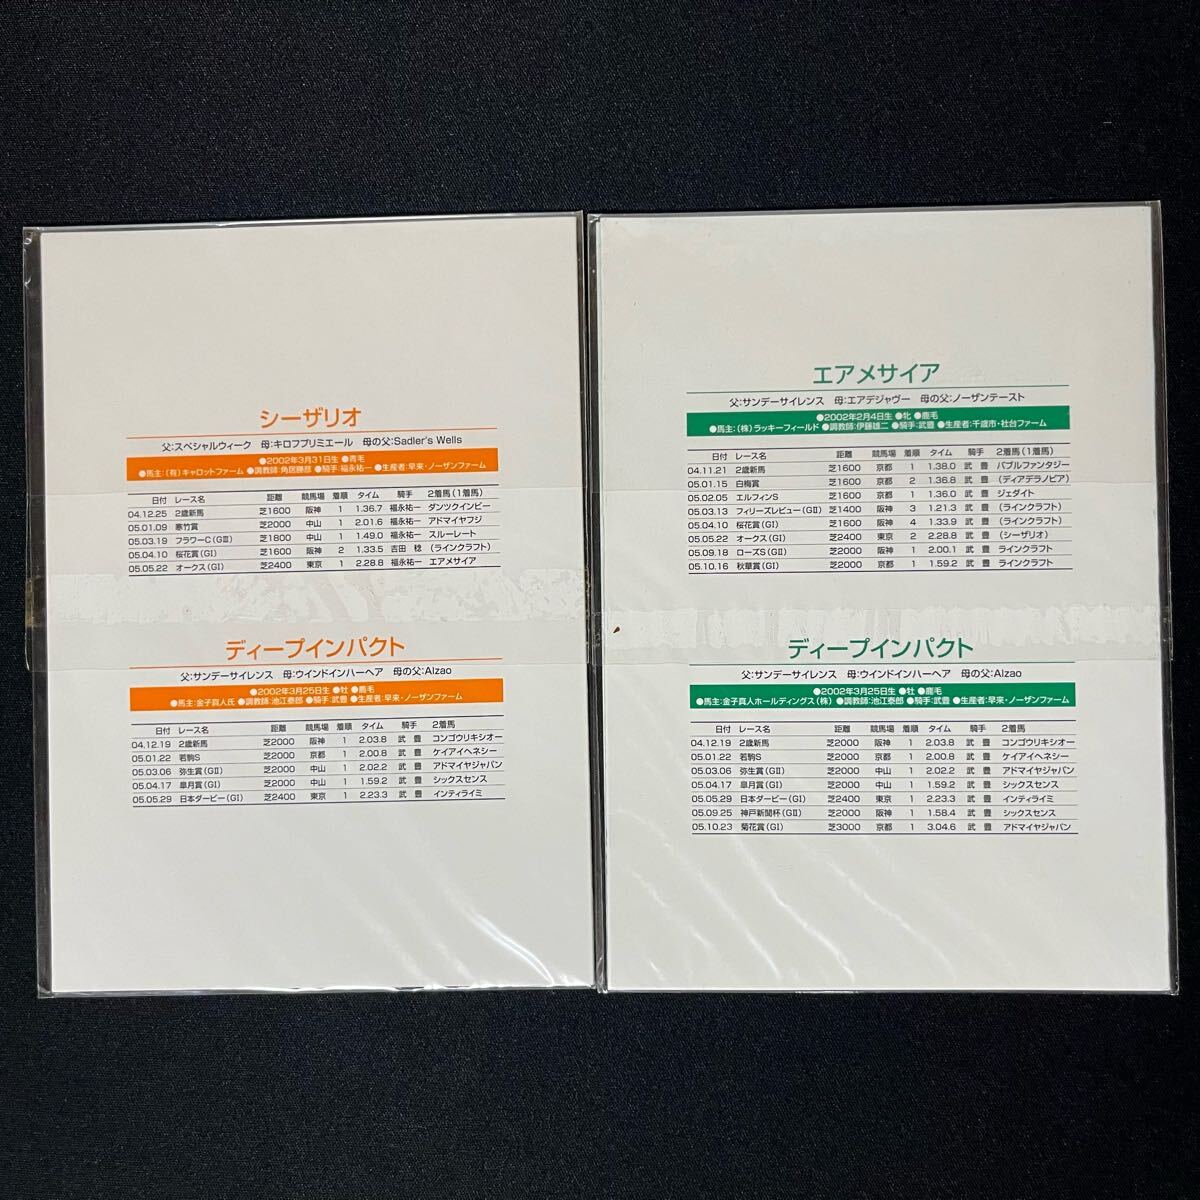 シーザリオ
父:スペシャルウィーク 母:キロフプリミエール 母の父:Sadler's Wells
●2002年3月31日生 ●青毛
●馬主:(有)キャロットファーム ●調教師:角居勝彦 ●騎手:福永祐一 ●生産者:早来・ノーザンファーム
日付 レース名 距離 競馬場 着順 タイム 騎手 2着馬(1着馬)
04.12.25 2歳新馬 芝1600 阪神 1 1.36.7 福永祐一 ダンツクインビー
05.01.09 寒竹賞 芝2000 中山 1 2.01.6 福永祐一 アドマイヤフジ
05.03.19 フラワーC(GⅢ) 芝1800 中山 1 1.49.0 福永祐一 スルーレート
05.04.10 桜花賞(GⅠ) 芝1600 阪神 2 1.33.5 吉田 稔 (ラインクラフト)
05.05.22 オークス(GⅠ) 芝2400 東京 1 2.28.8 福永祐一 エアメサイア
ディープインパクト
父:サンデーサイレンス 母:ウインドインハーヘア 母の父:Alzao
●2002年3月25日生 ●牡 ●鹿毛
●馬主:金子真人氏 ●調教師:池江泰郎 ●騎手:武豊 ●生産者:早来・ノーザンファーム
日付 レース名 距離 競馬場 着順 タイム 騎手 2着馬
04.12.19 2歳新馬 芝2000 阪神 1 2.03.8 武 豊 コンゴウリキシオー
05.01.22 若駒S 芝2000 京都 1 2.00.8 武 豊 ケイアイヘネシー
05.03.06 弥生賞(GⅡ) 芝2000 中山 1 2.02.2 武 豊 アドマイヤジャパン
05.04.17 皐月賞(GⅠ) 芝2000 中山 1 1.59.2 武 豊 シックスセンス
05.05.29 日本ダービー(GⅠ) 芝2400 東京 1 2.23.3 武 豊 インティライミ
エアメサイア
父:サンデーサイレンス 母:エアデジャヴー 母の父:ノーザンテースト
●2002年2月4日生 ●牝 ●鹿毛
●馬主:(株)ラッキーフィールド ●調教師:伊藤雄二 ●騎手:武豊 ●生産者:千歳市・社台ファーム
日付 レース名 距離 競馬場 着順 タイム 騎手 2着馬(1着馬)
04.11.21 2歳新馬 芝1600 京都 1 1.38.0 武 豊 バブルファンタジー
05.01.15 白梅賞 芝1600 京都 2 1.36.8 武 豊 (ディアデラノビア)
05.02.05 エルフィンS 芝1600 京都 1 1.36.0 武 豊 ジェダイト
05.03.13 フィリーズレビュー(GⅡ) 芝1400 阪神 3 1.21.3 武 豊 (ラインクラフト)
05.04.10 桜花賞(GⅠ) 芝1600 阪神 4 1.33.9 武 豊 (ラインクラフト)
05.05.22 オークス(GⅠ) 芝2400 東京 2 2.28.8 武 豊 (シーザリオ)
05.09.18 ローズS(GⅡ) 芝2000 阪神 1 2.00.1 武 豊 ラインクラフト
05.10.16 秋華賞(GⅠ) 芝2000 京都 1 1.59.2 武 豊 ラインクラフト
ディープインパクト
父:サンデーサイレンス 母:ウインドインハーヘア 母の父:Alzao
●2002年3月25日生 ●牡 ●鹿毛
●馬主:金子真人ホールディングス(株) ●調教師:池江泰郎 ●騎手:武豊 ●生産者:早来・ノーザンファーム
日付 レース名 距離 競馬場 着順 タイム 騎手 2着馬
04.12.19 2歳新馬 芝2000 阪神 1 2.03.8 武 豊 コンゴウリキシオー
05.01.22 若駒S 芝2000 京都 1 2.00.8 武 豊 ケイアイヘネシー
05.03.06 弥生賞(GⅡ) 芝2000 中山 1 2.02.2 武 豊 アドマイヤジャパン
05.04.17 皐月賞(GⅠ) 芝2000 中山 1 1.59.2 武 豊 シックスセンス
05.05.29 日本ダービー(GⅠ) 芝2400 東京 1 2.23.3 武 豊 インティライミ
05.09.25 神戸新聞杯(GⅡ) 芝2000 阪神 1 1.58.4 武 豊 シックスセンス
05.10.23 菊花賞(GⅠ) 芝3000 京都 1 3.04.6 武 豊 アドマイヤジャパン